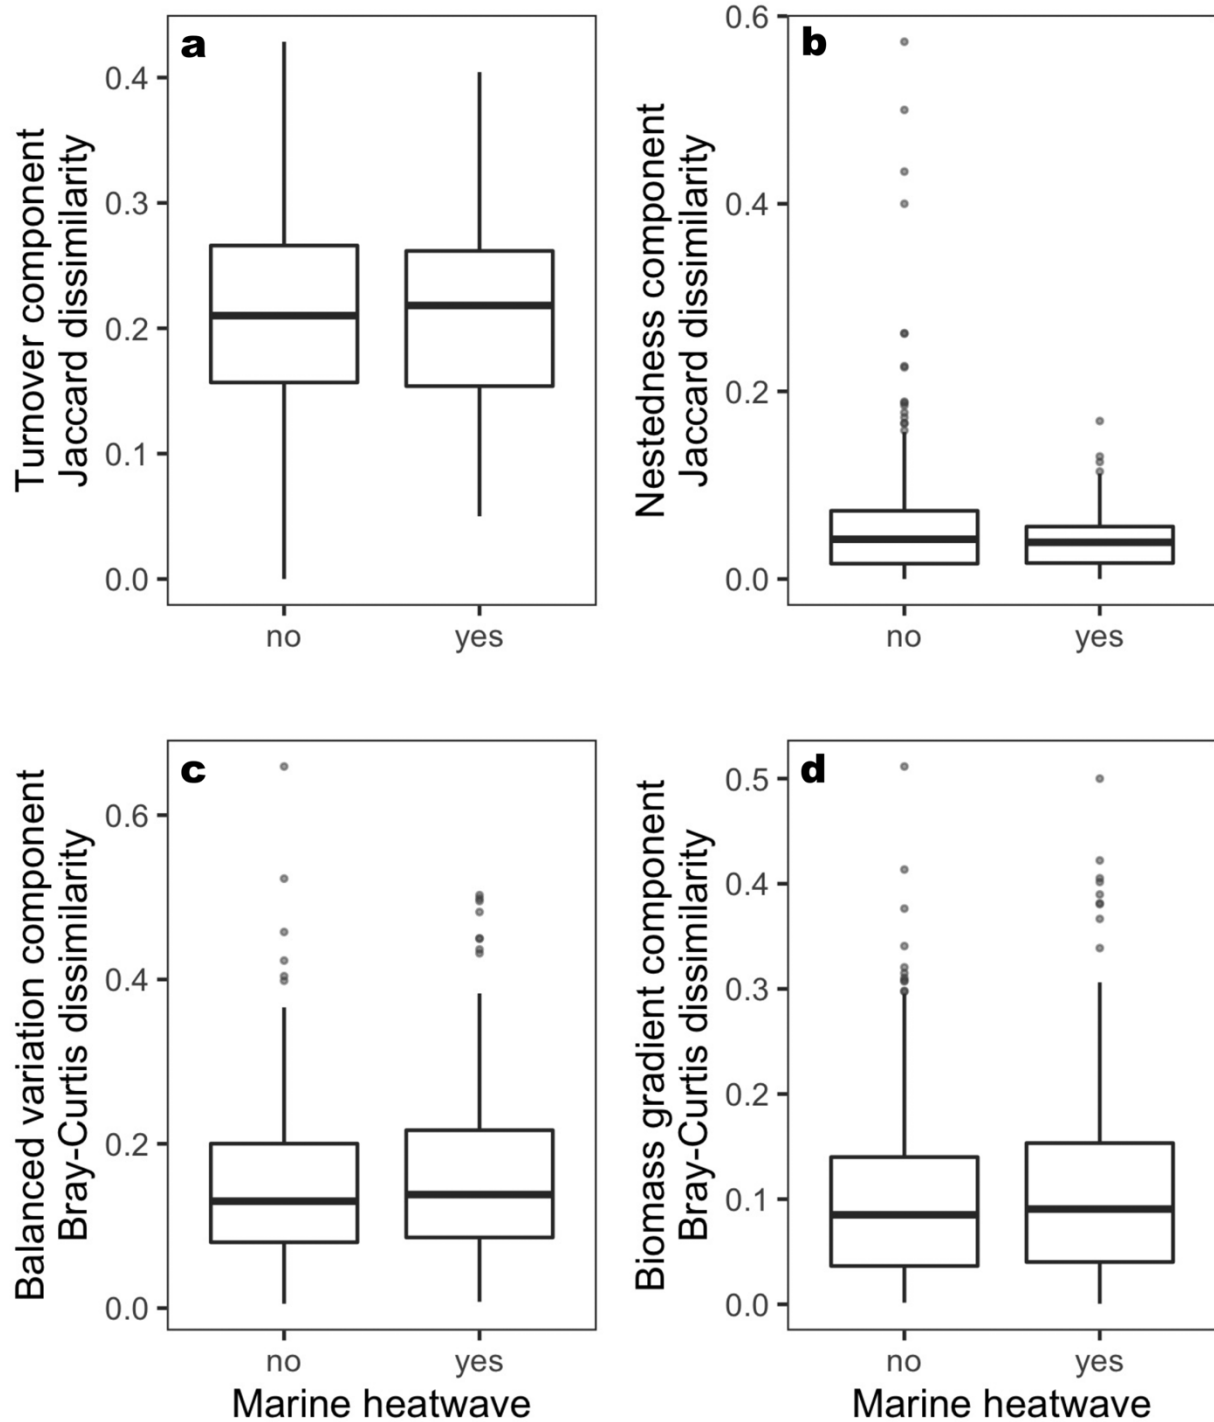 a
Turnover component
Jaccard dissimilarity
0.4
0.3
0.2
0.1
0.0
no yes
b
Nestedness component
Jaccard dissimilarity
0.6
0.4
0.2
0.0
no yes
c
Balanced variation component
Bray-Curtis dissimilarity
0.6
0.4
0.2
0.0
no yes
Marine heatwave
d
Biomass gradient component
Bray-Curtis dissimilarity
0.5
0.4
0.3
0.2
0.1
0.0
no yes
Marine heatwave